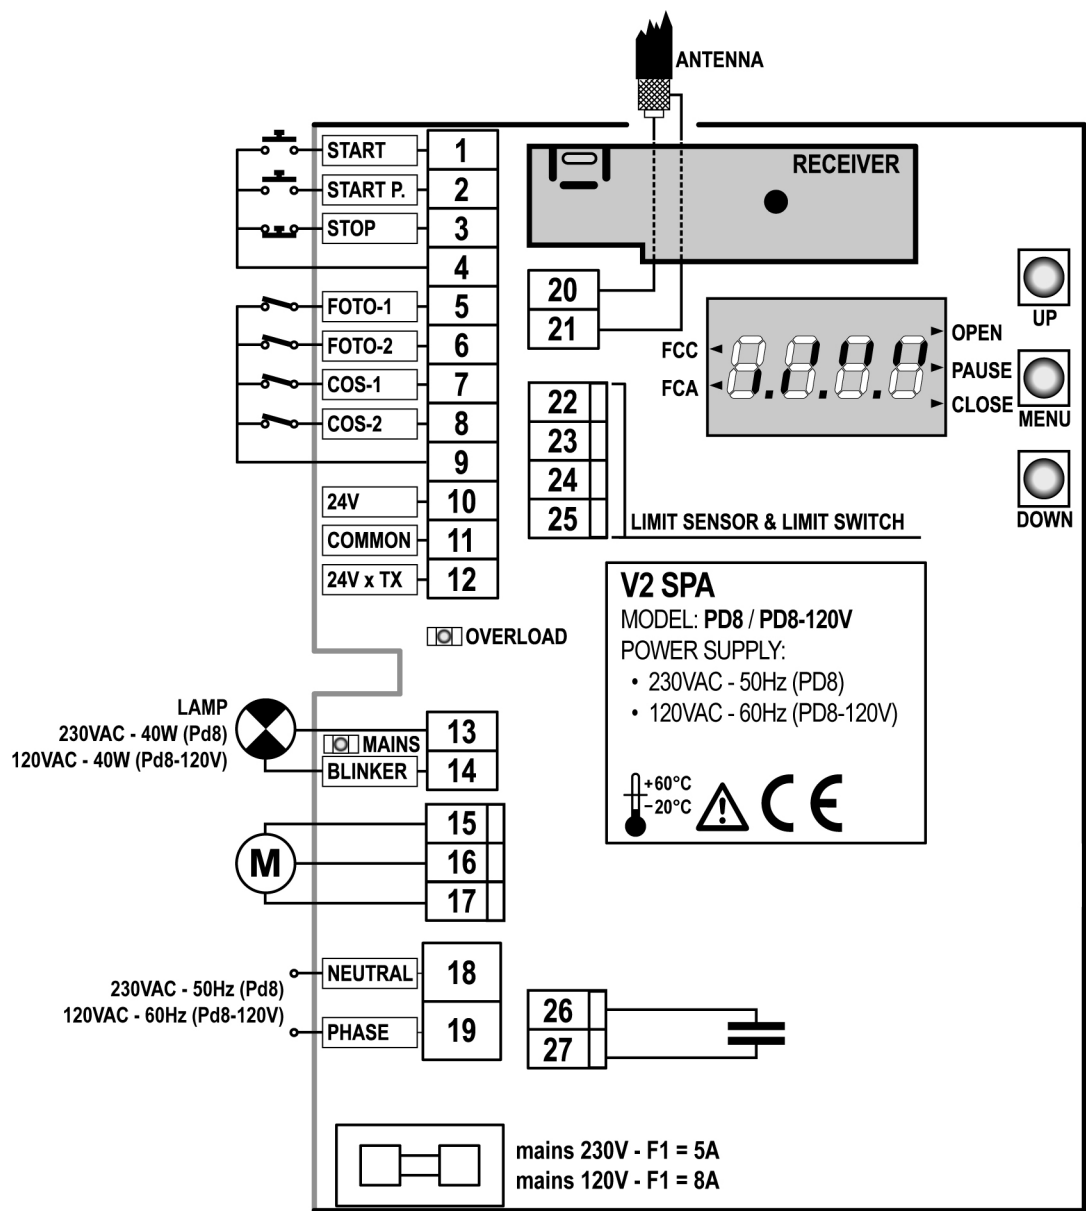 ANTENNA
START 1
START P. 2
STOP 3
4
FOTO-1 5
FOTO-2 6
COS-1 7
COS-2 8
9
24V 10
COMMON 11
24V x TX 12
RECEIVER
20
21
FCC
FCA
OPEN
PAUSE
CLOSE
UP
MENU
DOWN
22
23
24
25
LIMIT SENSOR & LIMIT SWITCH
OVERLOAD
V2 SPA
MODEL: PD8 / PD8-120V
POWER SUPPLY:
• 230VAC - 50Hz (PD8)
• 120VAC - 60Hz (PD8-120V)
+60°C
-20°C
CE
LAMP
230VAC - 40W (Pd8)
120VAC - 40W (Pd8-120V)
MAINS 13
BLINKER 14
M
15
16
17
230VAC - 50Hz (Pd8)
120VAC - 60Hz (Pd8-120V)
NEUTRAL 18
PHASE 19
26
27
mains 230V - F1 = 5A
mains 120V - F1 = 8A